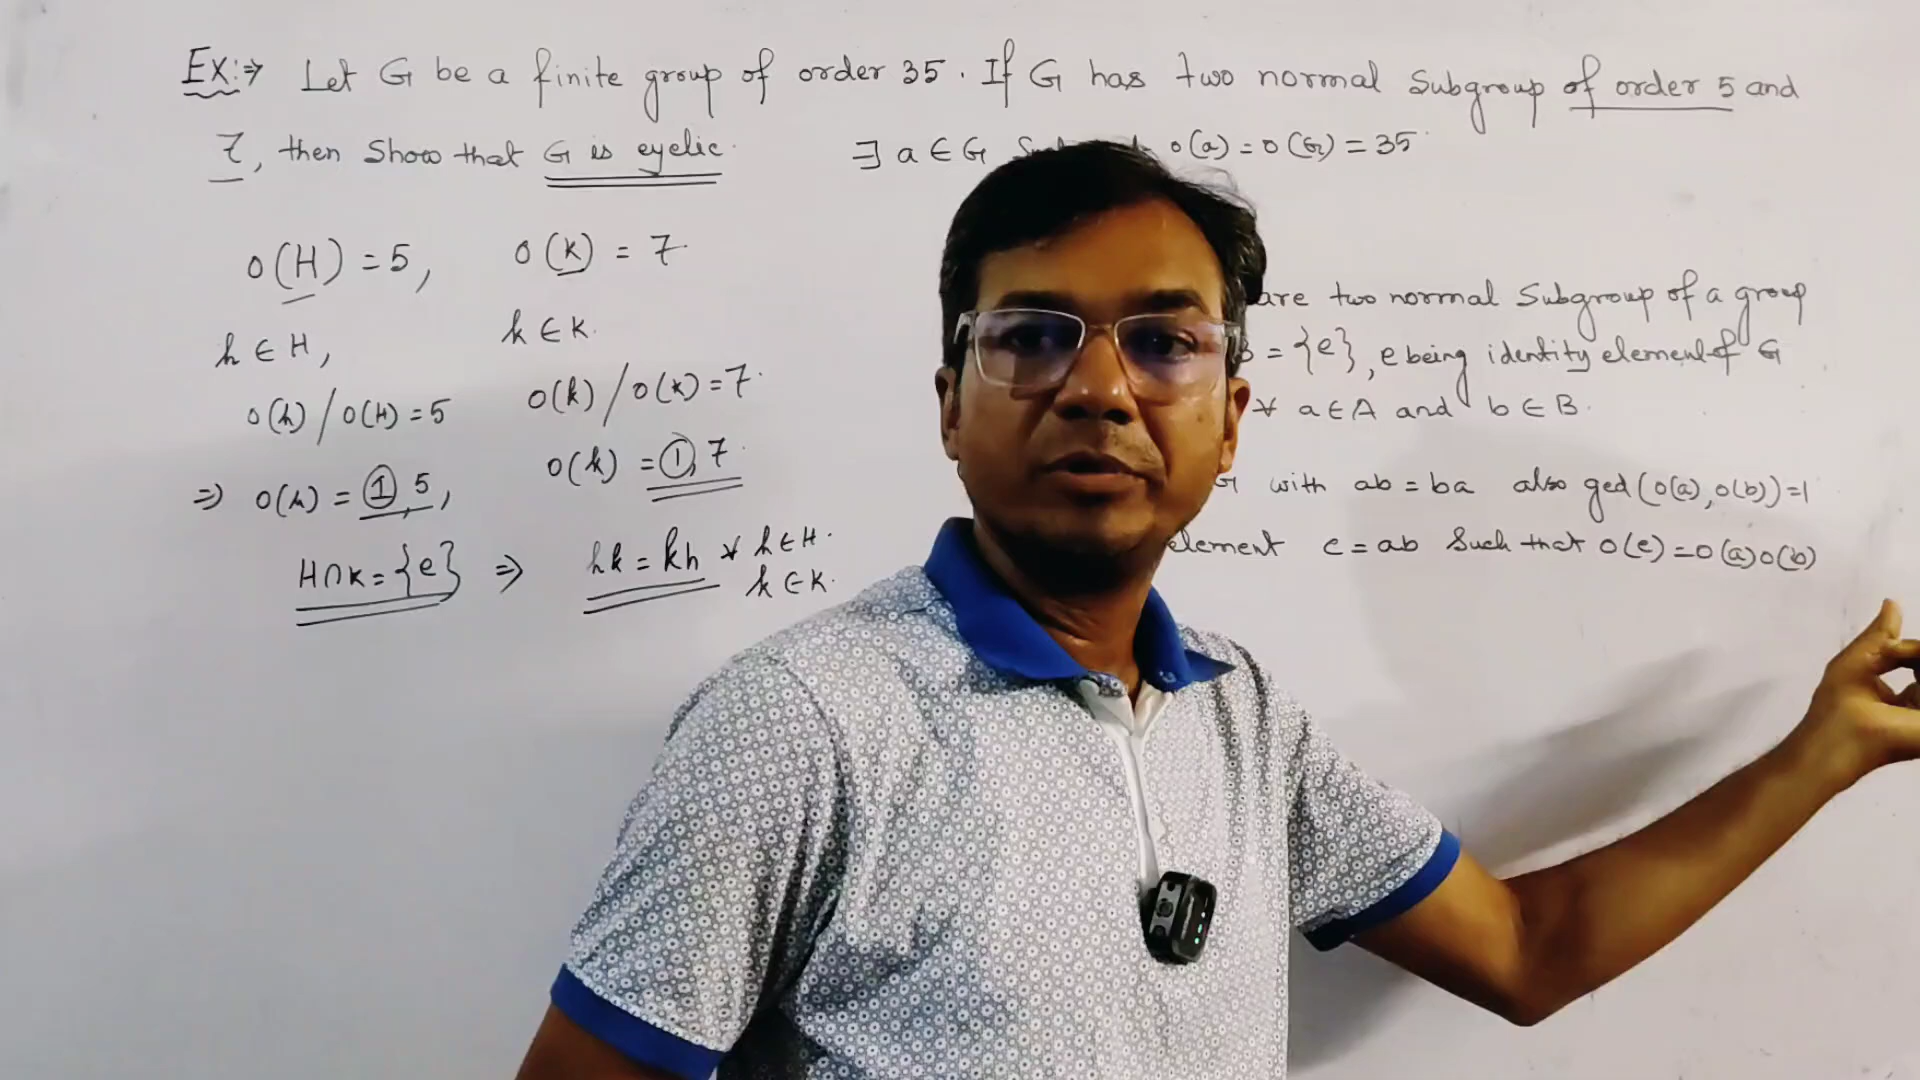 Ex:⇒ Let G be a finite group of order 35. If G has two normal Subgroup of order 5 and
7, then Show that G is cyclic. ∃ a ∈ G o(a) = o(G) = 35
o(H) = 5, o(k) = 7.
are two normal Subgroup of a group
h ∈ H, k ∈ K.
= {e}, e being identity element of G
o(h) / o(H) = 5 o(k) / o(k) = 7.
∀ a ∈ A and b ∈ B.
⇒ o(h) = 1, 5, o(k) = 1, 7.
G with ab = ba also gcd(o(a), o(b)) = 1
H∩K = {e} ⇒ hk = kh ∀ h ∈ H.
k ∈ K.
element c = ab Such that o(c) = o(a)o(b)